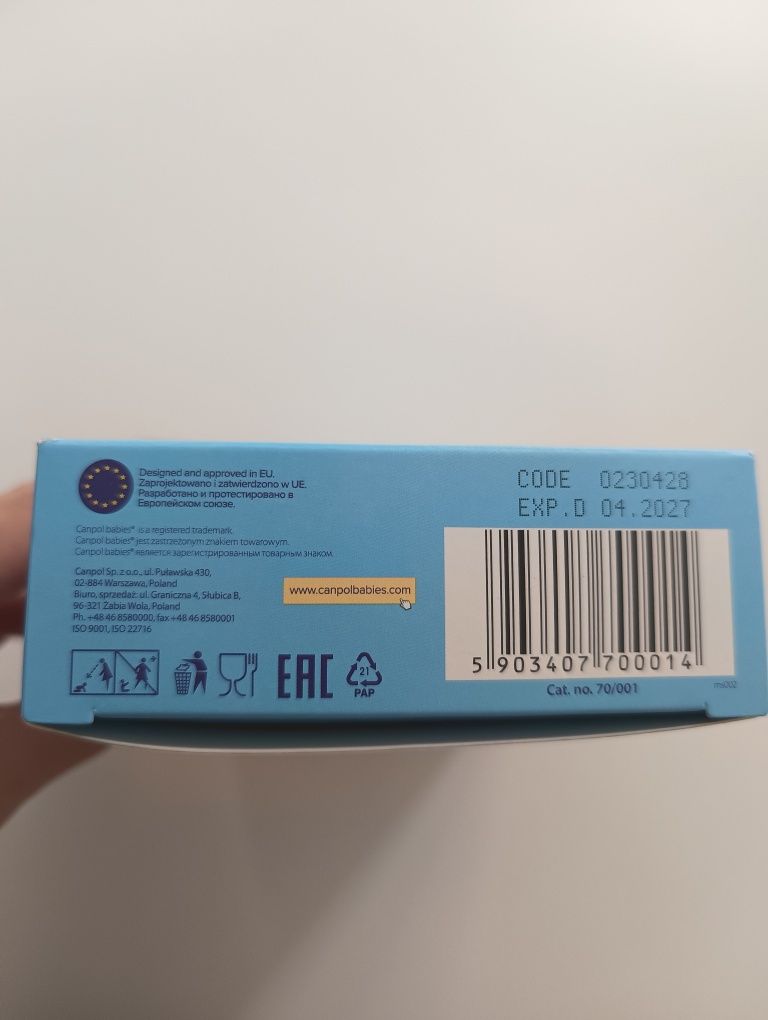 Designed and approved in EU.
Zaprojektowano i zatwierdzono w UE.
Разработано и протестировано в
Европейском союзе.
Canpol babies® is a registered trademark.
Canpol babies® jest zastrzeżonym znakiem towarowym.
Canpol babies® является зарегистрированным товарным знаком.
Canpol Sp. z o.o., ul. Puławska 430,
02-884 Warszawa, Poland
Biuro, sprzedaż: ul. Graniczna 4, Słubica B,
96-321 Żabia Wola, Poland
Ph. +48 46 8580000, fax +48 46 8580001
ISO 9001, ISO 22716
www.canpolbabies.com
EAC
21
PAP
CODE 0230428
EXP.D 04.2027
5 903407 700014
Cat. no. 70/001
ms002